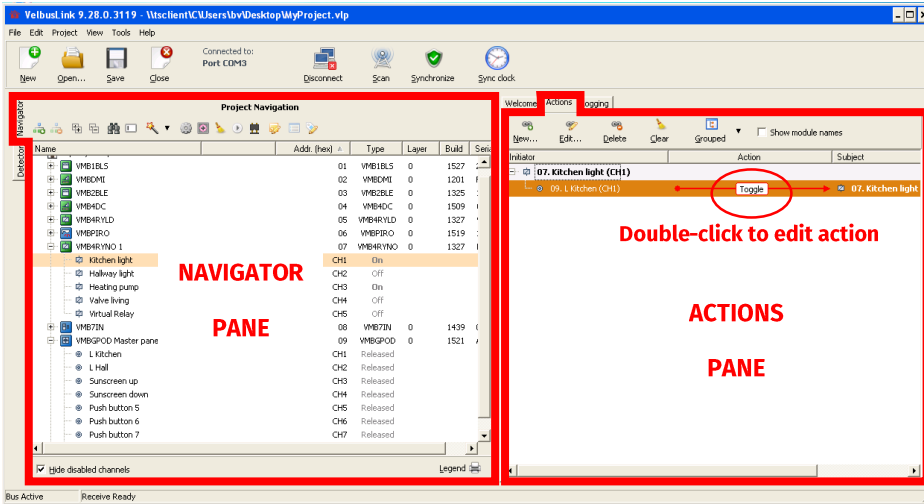 VelbusLink 9.28.0.3119 - \\tsclient\C\Users\bv\Desktop\MyProject.vlp
File Edit Project View Tools Help
Connected to:
Port COM3
New Open... Save Close Disconnect Scan Synchronize Sync clock
Navigator
Detector
Project Navigation
Name Addr. (hex) Type Layer Build
VMB1BLS 01 VMB1BLS 0 1527
VMBDMI 02 VMBDMI 0 1201
VMB2BLE 03 VMB2BLE 0 1325
VMB4DC 04 VMB4DC 0 1509
VMB4RYLD 05 VMB4RYLD 0 1327
VMBPIRO 06 VMBPIRO 0 1519
VMB4RYNO 1 07 VMB4RYNO 0 1327
Kitchen light CH1 On
Hallway light CH2 Off
Heating pump CH3 On
Valve living CH4 Off
Virtual Relay CH5 Off
VMB7IN 08 VMB7IN 0 1439
VMBGPOD Master pane 09 VMBGPOD 0 1521
L Kitchen CH1 Released
L Hall CH2 Released
Sunscreen up CH3 Released
Sunscreen down CH4 Released
Push button 5 CH5 Released
Push button 6 CH6 Released
Push button 7 CH7 Released
NAVIGATOR
PANE
Hide disabled channels Legend
Bus Active Receive Ready
Welcome Actions Logging
New... Edit... Delete Clear Grouped Show module names
Initiator Action Subject
07. Kitchen light (CH1)
09. L Kitchen (CH1) Toggle 07. Kitchen light
Double-click to edit action
ACTIONS
PANE